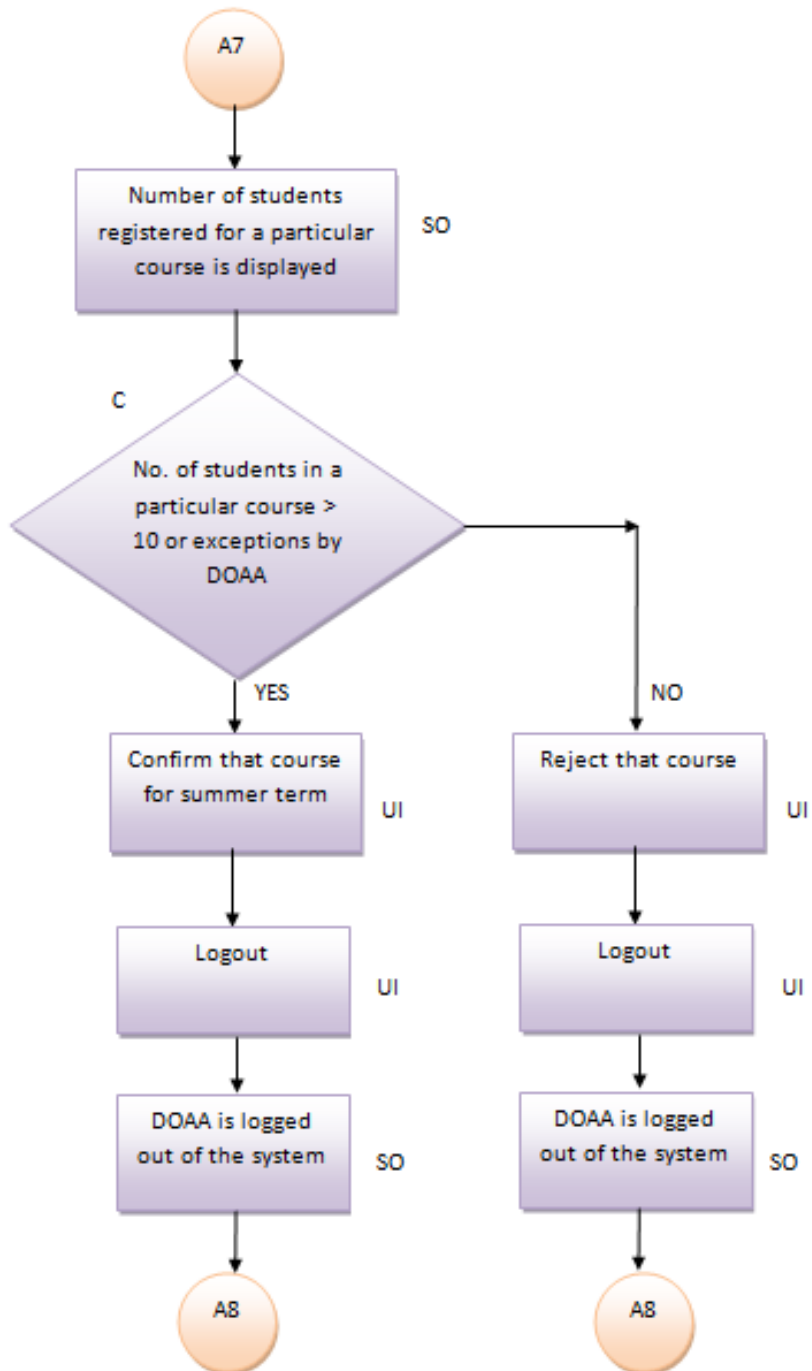 A7
Number of students
registered for a particular
course is displayed
SO
C
No. of students in a
particular course >
10 or exceptions by
DOAA
YES
NO
Confirm that course
for summer term
UI
Reject that course
UI
Logout
UI
Logout
UI
DOAA is logged
out of the system
SO
DOAA is logged
out of the system
SO
A8
A8